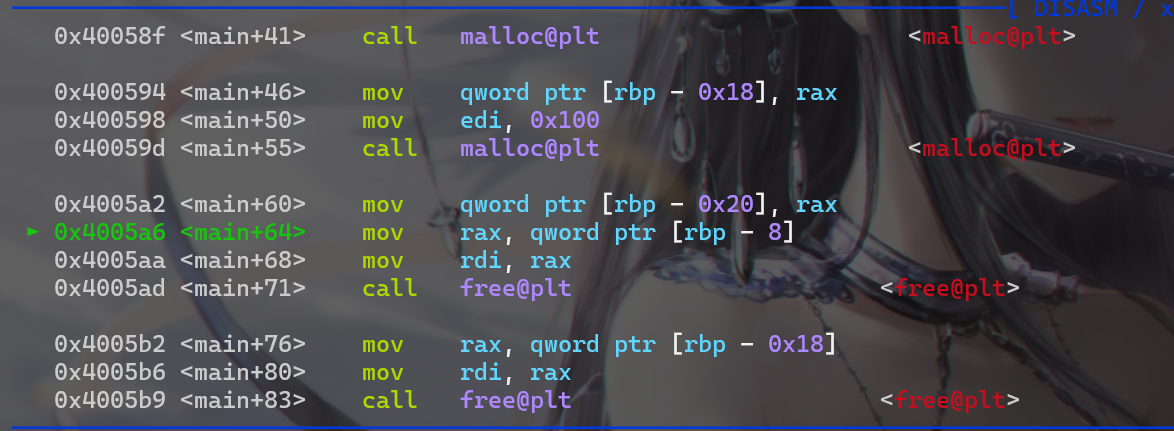 [ DISASM / x
0x40058f <main+41> call malloc@plt <malloc@plt>
0x400594 <main+46> mov qword ptr [rbp - 0x18], rax
0x400598 <main+50> mov edi, 0x100
0x40059d <main+55> call malloc@plt <malloc@plt>
0x4005a2 <main+60> mov qword ptr [rbp - 0x20], rax
► 0x4005a6 <main+64> mov rax, qword ptr [rbp - 8]
0x4005aa <main+68> mov rdi, rax
0x4005ad <main+71> call free@plt <free@plt>
0x4005b2 <main+76> mov rax, qword ptr [rbp - 0x18]
0x4005b6 <main+80> mov rdi, rax
0x4005b9 <main+83> call free@plt <free@plt>